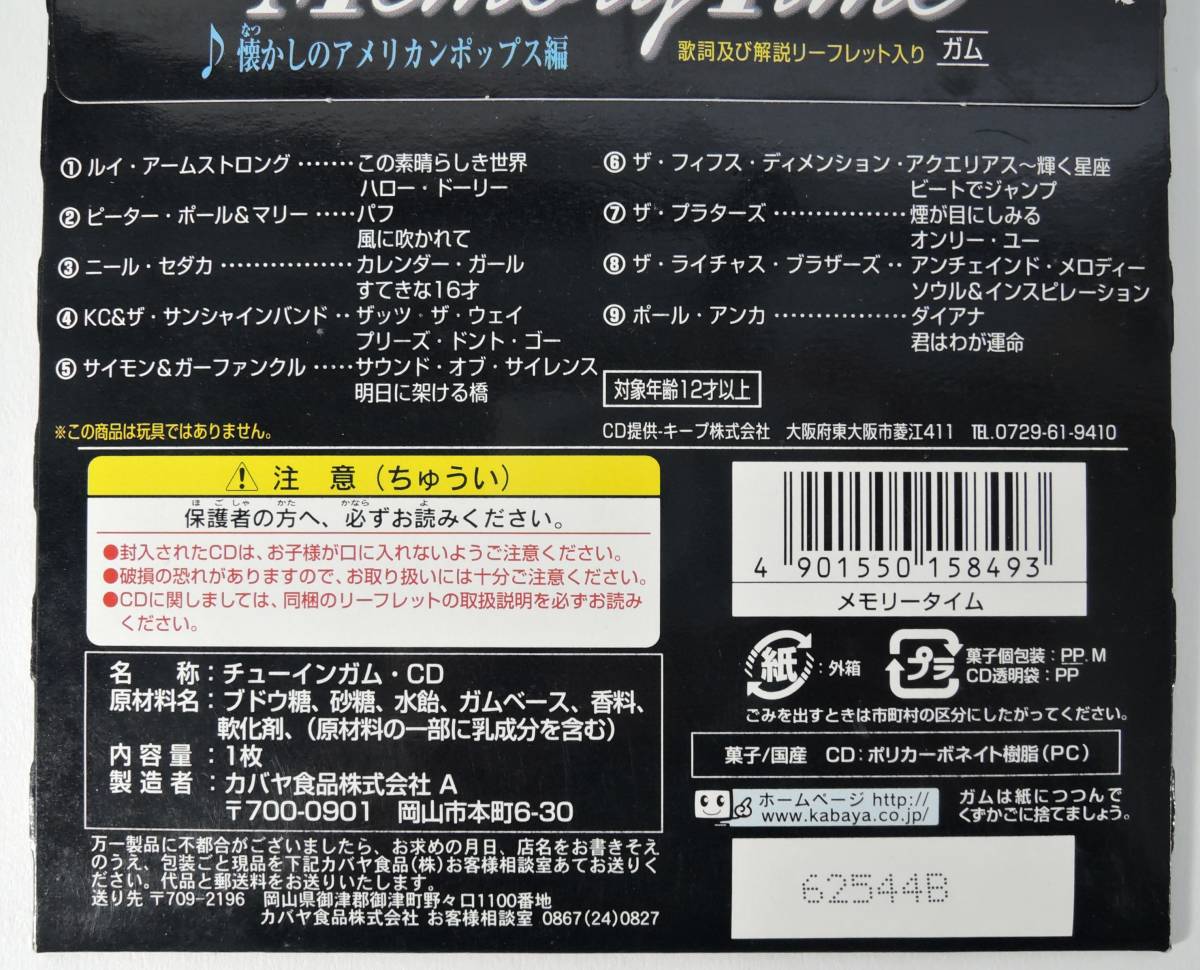 Memory Time
なつ
♪懐かしのアメリカンポップス編
歌詞及び解説リーフレット入り ガム
①ルイ・アームストロング・・・・・・・この素晴らしき世界
ハロー・ドーリー
②ピーター・ポール&マリー・・・・・パフ
風に吹かれて
③ニール・セダカ・・・・・・・・・・・・・・・カレンダー・ガール
すてきな16才
④KC&ザ・サンシャインバンド・・ザッツ・ザ・ウェイ
プリーズ・ドント・ゴー
⑤サイモン&ガーファンクル・・・・・サウンド・オブ・サイレンス
明日に架ける橋
⑥ザ・フィフス・ディメンション・アクエリアス〜輝く星座
ビートでジャンプ
⑦ザ・プラターズ・・・・・・・・・・・・・・・煙が目にしみる
オンリー・ユー
⑧ザ・ライチャス・ブラザーズ・・アンチェインド・メロディー
ソウル&インスピレーション
⑨ポール・アンカ・・・・・・・・・・・・・・・ダイアナ
君はわが運命
対象年齢12才以上
※この商品は玩具ではありません。
CD提供-キープ株式会社 大阪府東大阪市菱江411 TEL.0729-61-9410
注 意(ちゅうい)
ほごしゃ かた かなら よ
保護者の方へ、必ずお読みください。
●封入されたCDは、お子様が口に入れないようご注意ください。
●破損の恐れがありますので、お取り扱いには十分ご注意ください。
●CDに関しましては、同梱のリーフレットの取扱説明を必ずお読み
ください。
4 901550 158493
メモリータイム
紙:外箱
プラ 菓子個包装:PP.M
CD透明袋:PP
ごみを出すときは市町村の区分にしたがってください。
名 称:チューインガム・CD
原材料名:ブドウ糖、砂糖、水飴、ガムベース、香料、
軟化剤、(原材料の一部に乳成分を含む)
内容量:1枚
製造者:カバヤ食品株式会社 A
〒700-0901 岡山市本町6-30
菓子/国産 CD:ポリカーボネイト樹脂(PC)
ホームページ http://
www.kabaya.co.jp/
ガムは紙につつんで
くずかごに捨てましょう。
万一製品に不都合がございましたら、お求めの月日、店名をお書きそえ
のうえ、包装ごと現品を下記カバヤ食品(株)お客様相談室あてお送りく
ださい。代品と郵送料をお送りいたします。
送り先 〒709-2196 岡山県御津郡御津町野々口1100番地
カバヤ食品株式会社 お客様相談室 0867(24)0827
62544B